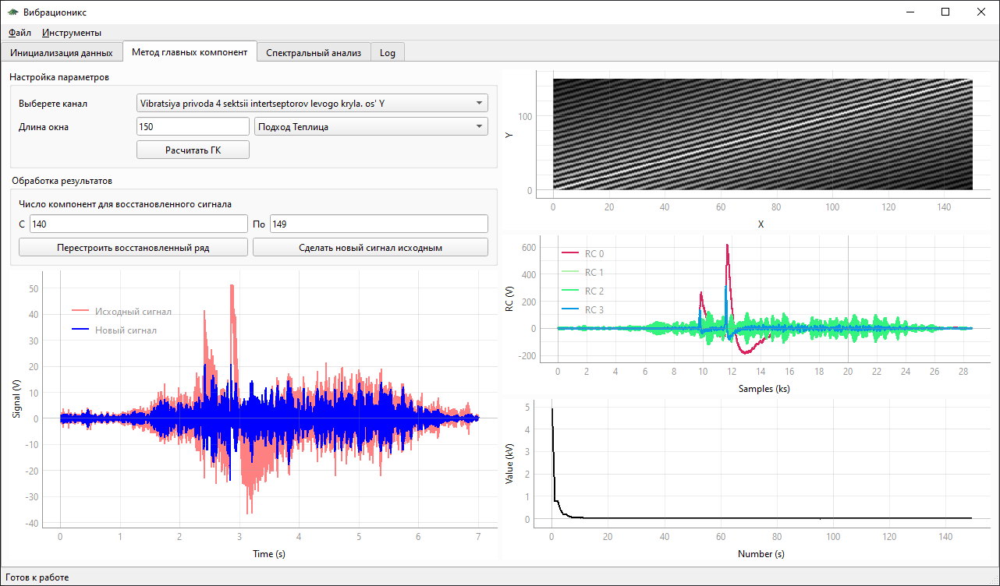 Вибрационикс
Файл Инструменты
Инициализация данных Метод главных компонент Спектральный анализ Log
Настройка параметров
Выберете канал Vibratsiya privoda 4 sektsii intertseptorov levogo kryla. os' Y
Длина окна 150 Подход Теплица
Расчитать ГК
Обработка результатов
Число компонент для восстановленного сигнала
С 140 По 149
Перестроить восстановленный ряд Сделать новый сигнал исходным
Signal (V)
50
40
30
20
10
0
-10
-20
-30
-40
Исходный сигнал
Новый сигнал
0 1 2 3 4 5 6 7
Time (s)
Y
100
0
0 20 40 60 80 100 120 140
X
RC (V)
600
400
200
0
-200
RC 0
RC 1
RC 2
RC 3
0 2 4 6 8 10 12 14 16 18 20 22 24 26 28
Samples (ks)
Value (kV)
5
4
3
2
1
0
0 20 40 60 80 100 120 140
Number (s)
Готов к работе